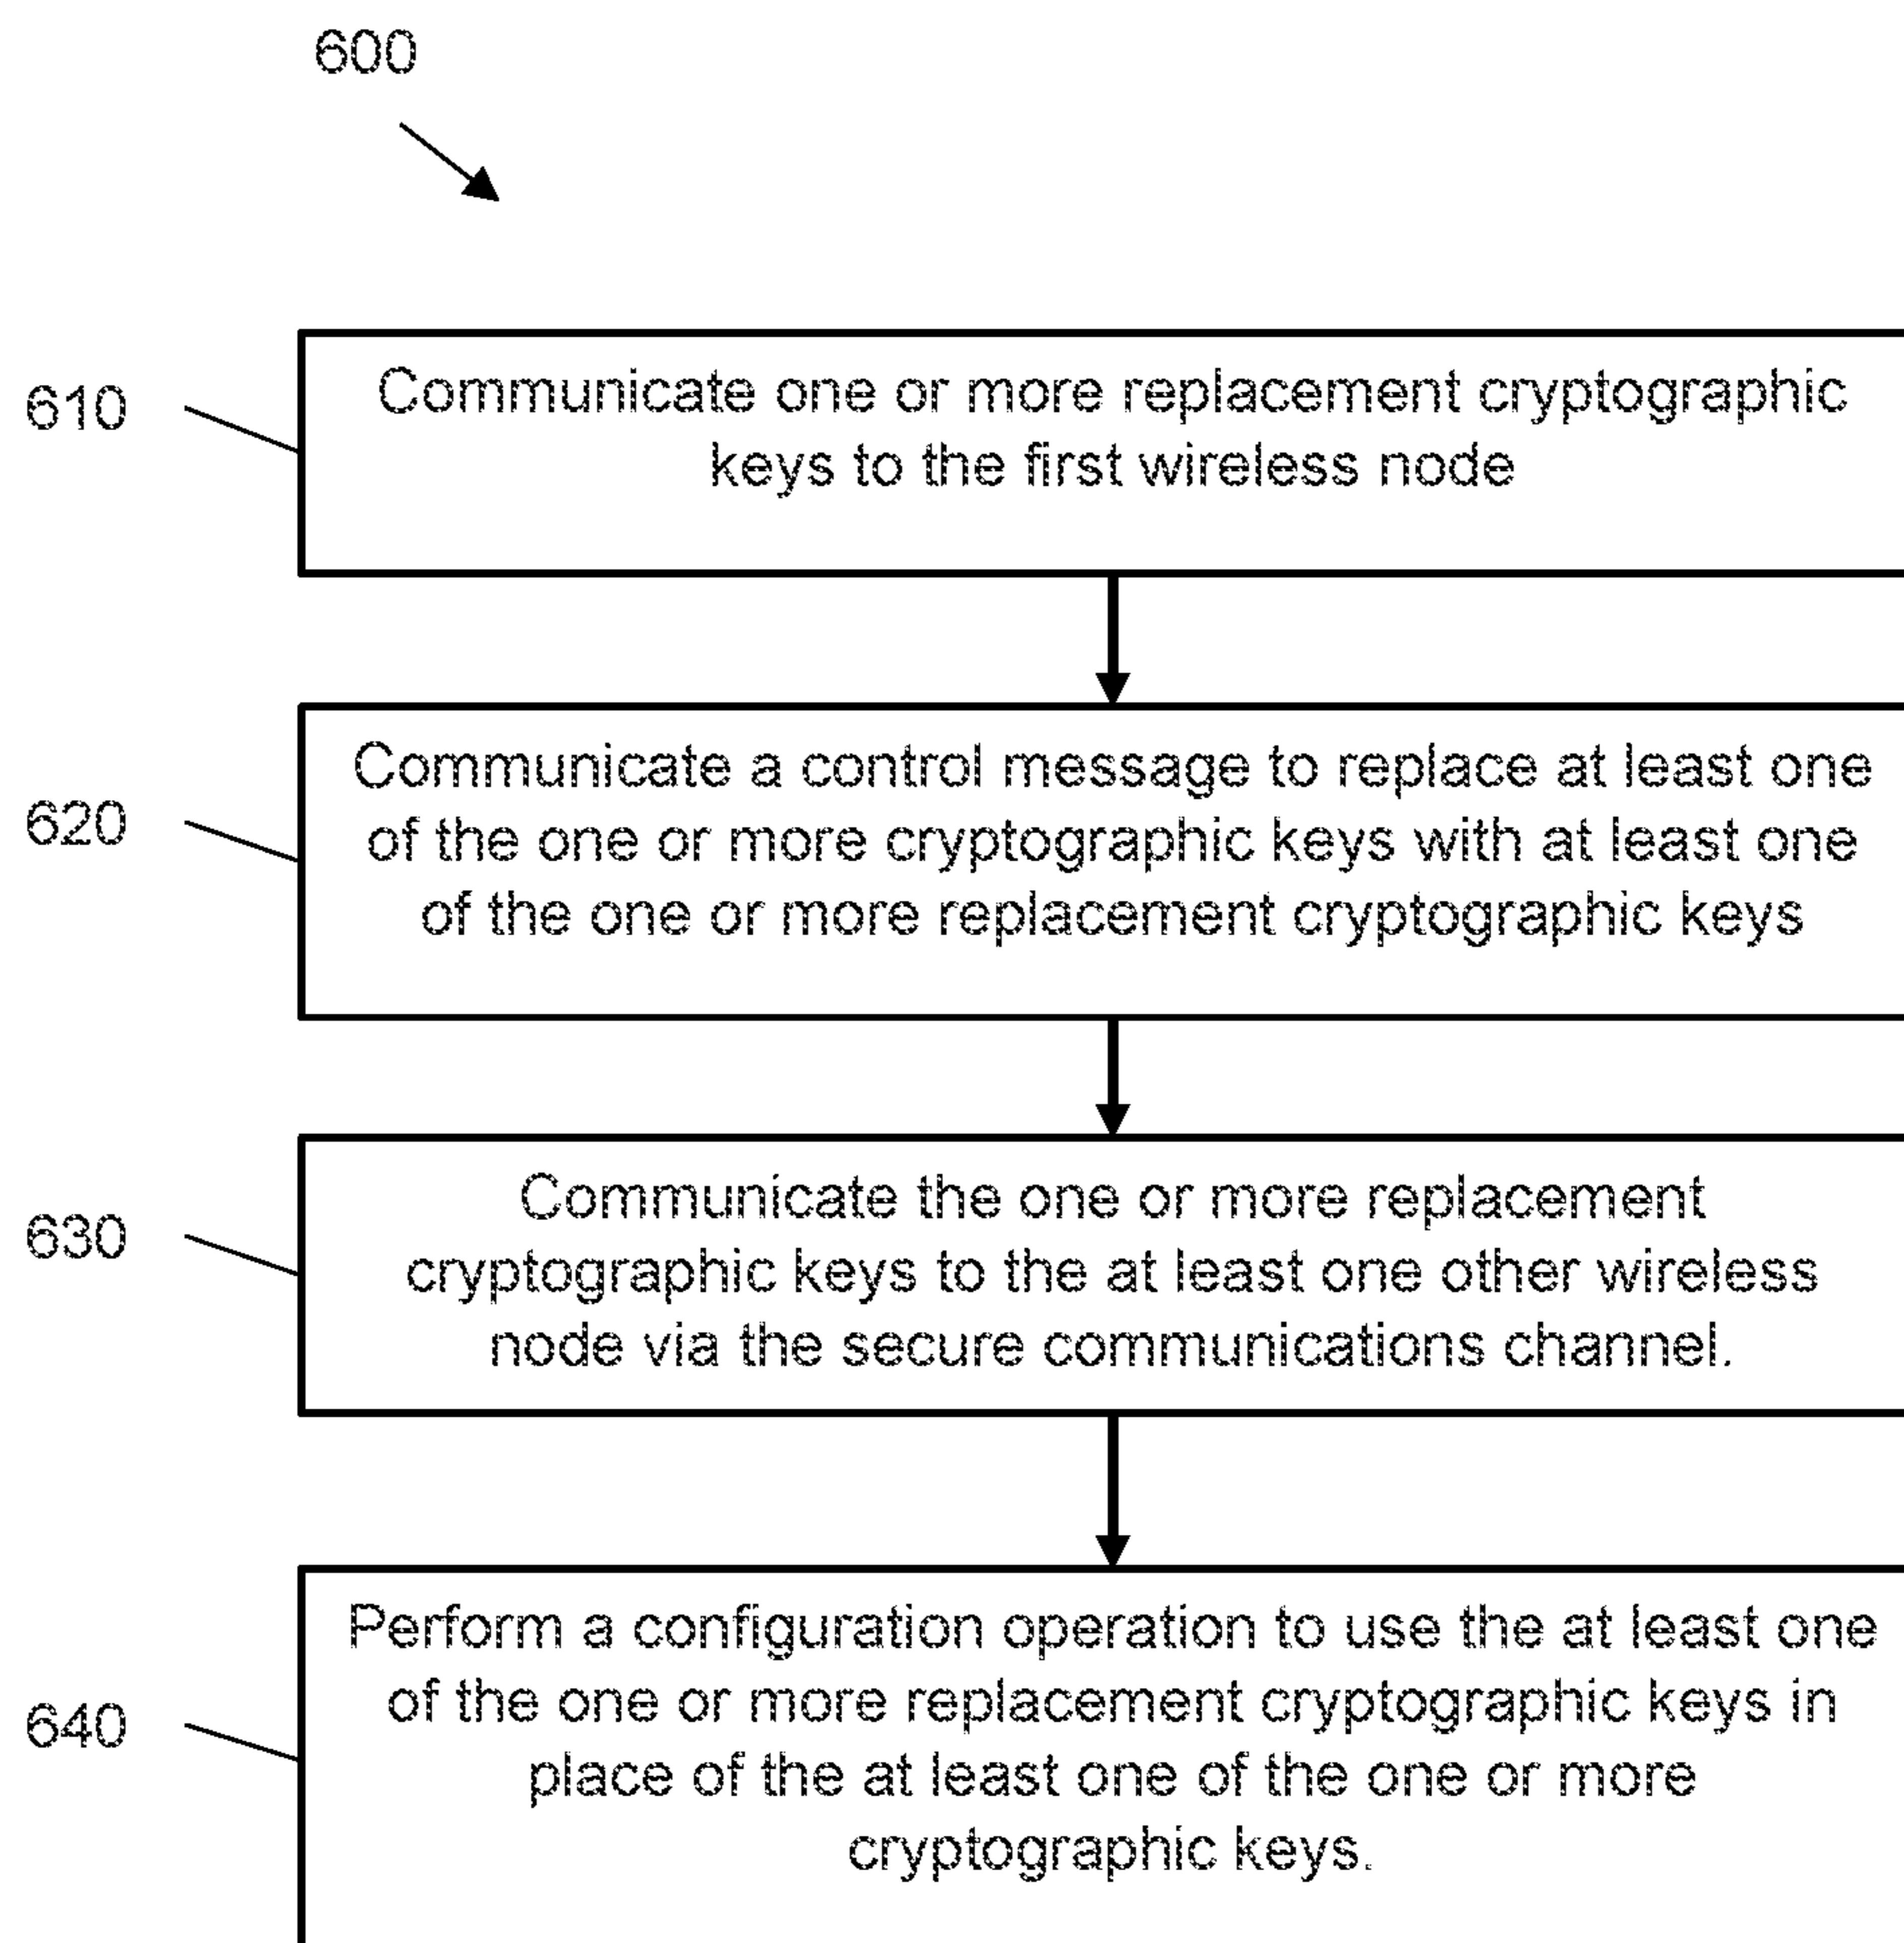 600
610
Communicate one or more replacement cryptographic
keys to the first wireless node
620
Communicate a control message to replace at least one
of the one or more cryptographic keys with at least one
of the one or more replacement cryptographic keys
630
Communicate the one or more replacement
cryptographic keys to the at least one other wireless
node via the secure communications channel.
640
Perform a configuration operation to use the at least one
of the one or more replacement cryptographic keys in
place of the at least one of the one or more
cryptographic keys.